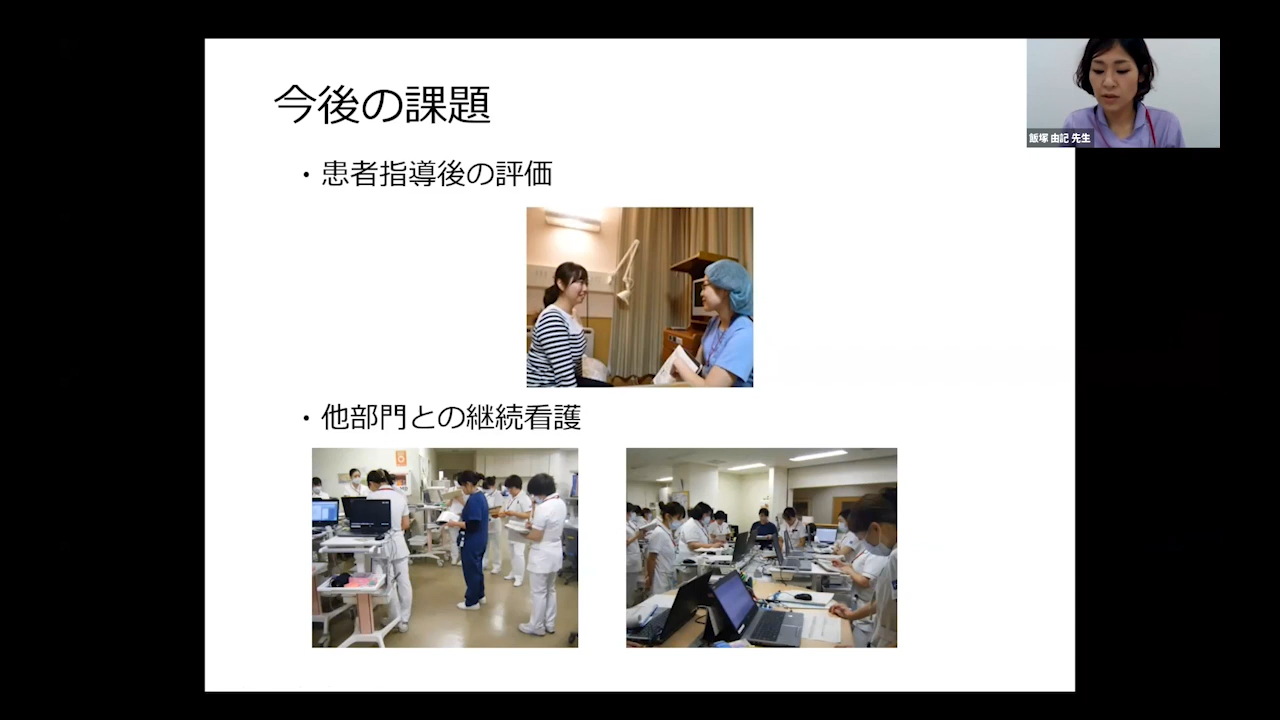 今後の課題
・患者指導後の評価
・他部門との継続看護
飯塚 由記 先生